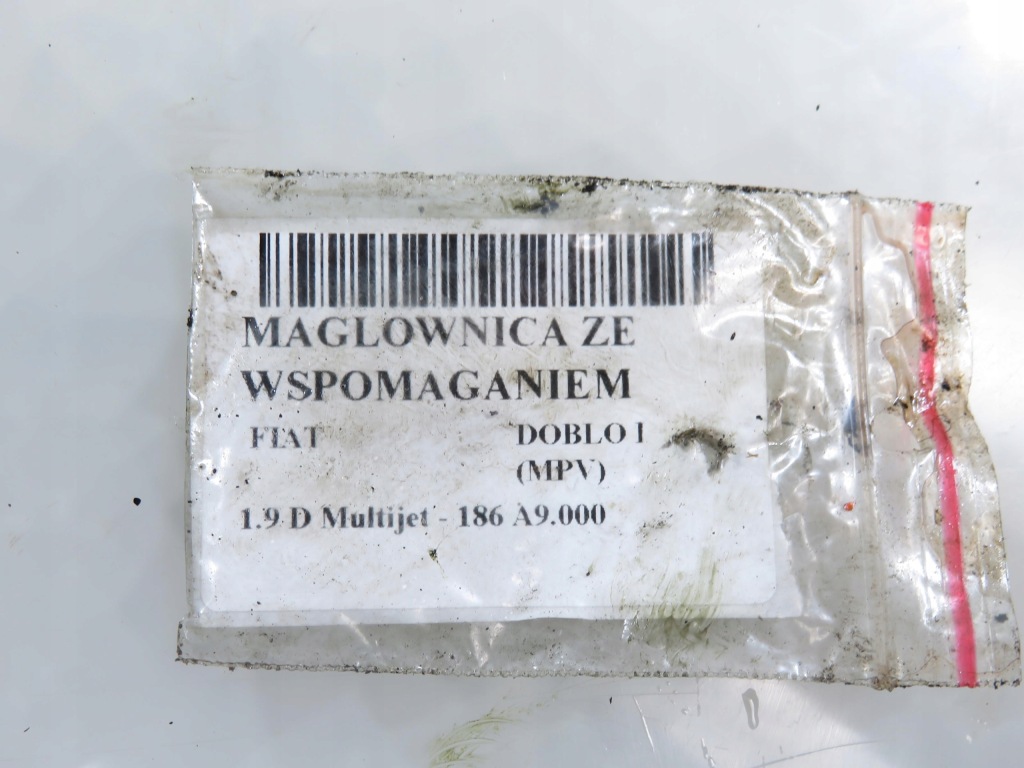 MAGLOWNICA ZE
WSPOMAGANIEM
FIAT DOBLO I
(MPV)
1.9 D Multijet - 186 A9.000